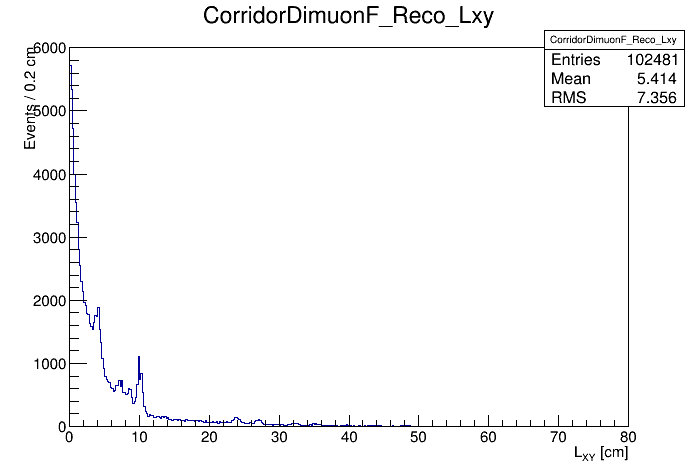 CorridorDimuonF_Reco_Lxy
CorridorDimuonF_Reco_Lxy
Entries 102481
Mean 5.414
RMS 7.356
Events / 0.2 cm
6000
5000
4000
3000
2000
1000
0
0 10 20 30 40 50 60 70 80
LXY [cm]